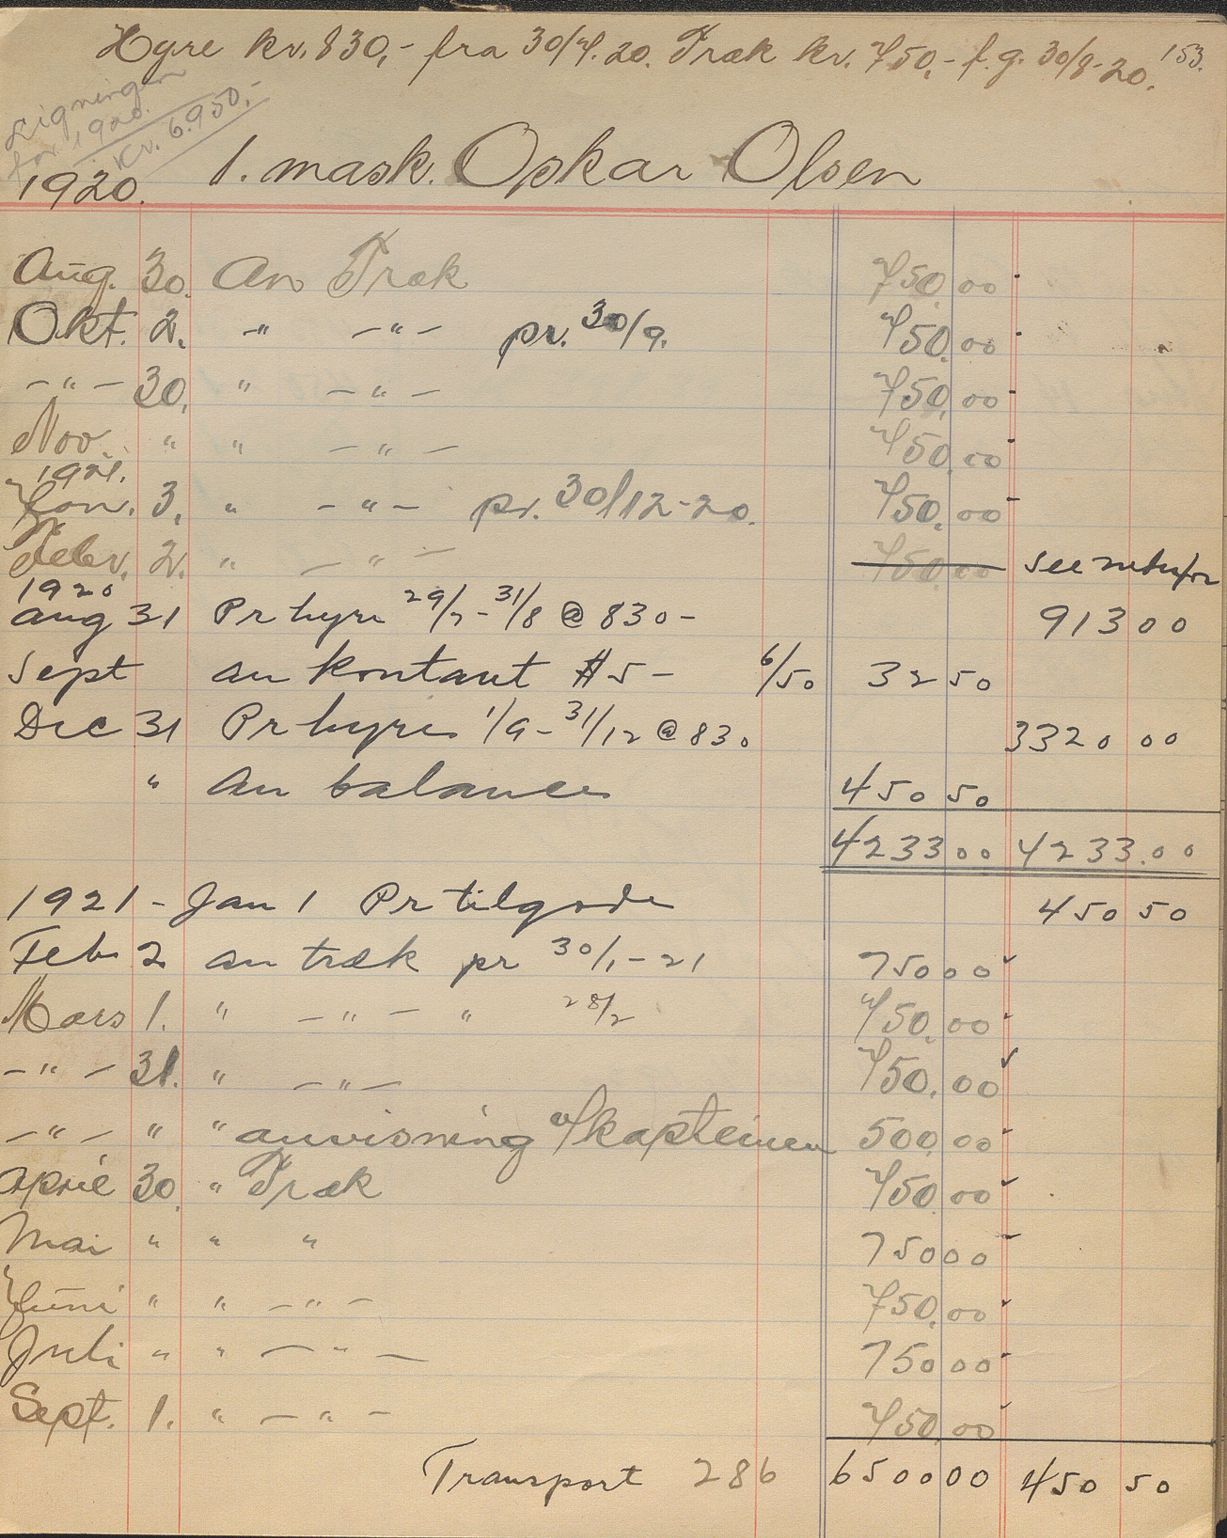 Hyre kr. 830,- fra 30/7. 20. Træk kr. 750,- f.g. 30/8-20. 153.
Ligningen
for 1920.
kr. 6.950,-
1920. 1. mask. Oskar Olsen
Aug. 30. An Træk 750,00
Okt. 2. " -"- pr. 30/9. 750,00
-"- 30. " -"- 750,00
Nov. " " -"- 750,00
1921.
Jan. 3. " -"- pr. 30/12-20. 750,00
Febr. 2. " -"- 750,00 see
1920
Aug 31 Pr hyre 29/7 - 31/8 @ 830 - 913 00
Sept an kontant $5 - 6/50 32 50
Dec 31 Pr hyre 1/9 - 31/12 @ 830 3320 00
" An balance 450 50
4233 00 4233.00
1921 - Jan 1 Pr tilgode 450 50
Feb 2 an træk pr 30/1-21 750 00
Mars 1. " -"- " 28/2 750,00
-"- 31. " -"- 750,00
-"- " " anvisning a/kapteinen 500,00
April 30. " Træk 750,00
Mai " " " 750 00
Juni " " -"- 750,00
Juli " " -"- 750 00
Sept. 1. " -"- 750,00
Transport 286 6500 00 450 50